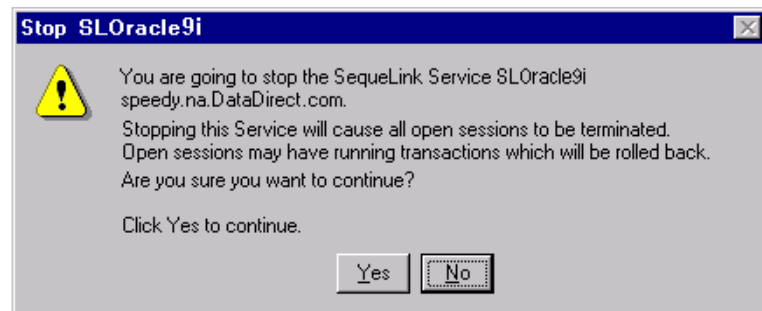 Stop SLOracle9i
You are going to stop the SequeLink Service SLOracle9i
speedy.na.DataDirect.com.
Stopping this Service will cause all open sessions to be terminated.
Open sessions may have running transactions which will be rolled back.
Are you sure you want to continue?
Click Yes to continue.
Yes No